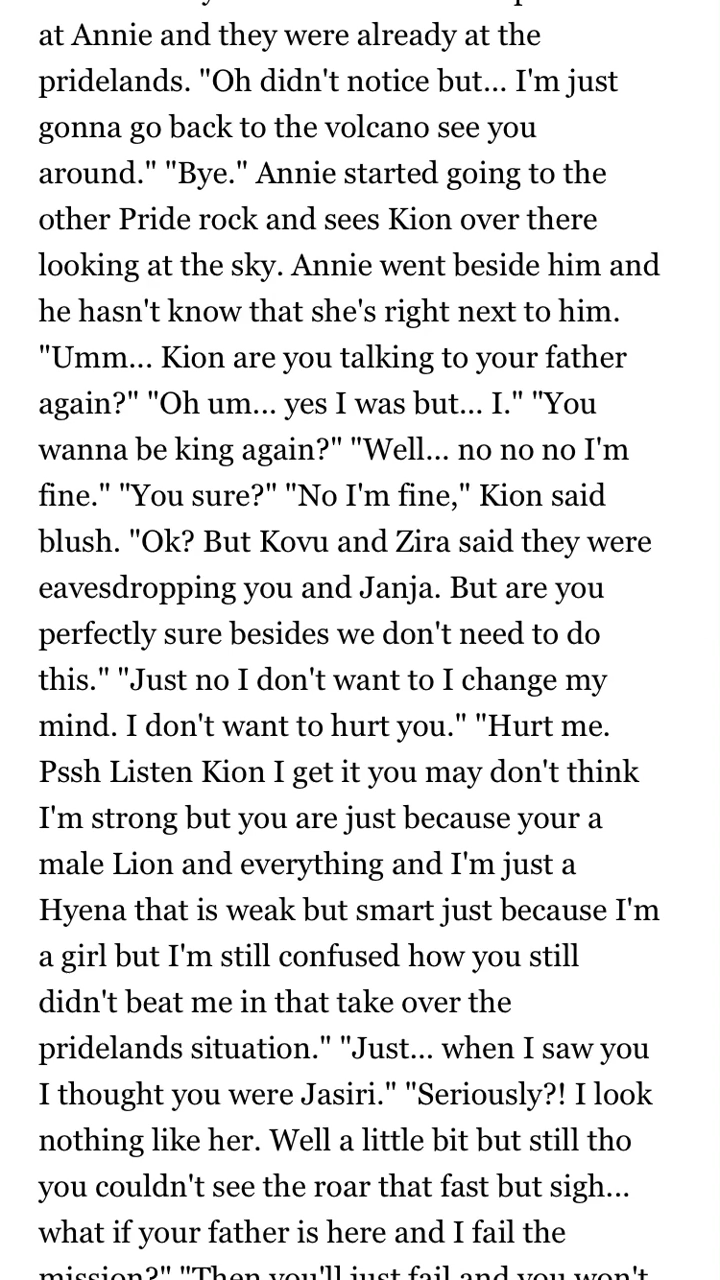 at Annie and they were already at the
pridelands. "Oh didn't notice but... I'm just
gonna go back to the volcano see you
around." "Bye." Annie started going to the
other Pride rock and sees Kion over there
looking at the sky. Annie went beside him and
he hasn't know that she's right next to him.
"Umm... Kion are you talking to your father
again?" "Oh um... yes I was but... I." "You
wanna be king again?" "Well... no no no I'm
fine." "You sure?" "No I'm fine," Kion said
blush. "Ok? But Kovu and Zira said they were
eavesdropping you and Janja. But are you
perfectly sure besides we don't need to do
this." "Just no I don't want to I change my
mind. I don't want to hurt you." "Hurt me.
Pssh Listen Kion I get it you may don't think
I'm strong but you are just because your a
male Lion and everything and I'm just a
Hyena that is weak but smart just because I'm
a girl but I'm still confused how you still
didn't beat me in that take over the
pridelands situation." "Just... when I saw you
I thought you were Jasiri." "Seriously?! I look
nothing like her. Well a little bit but still tho
you couldn't see the roar that fast but sigh...
what if your father is here and I fail the
mission?" "Then you'll just fail and you won't